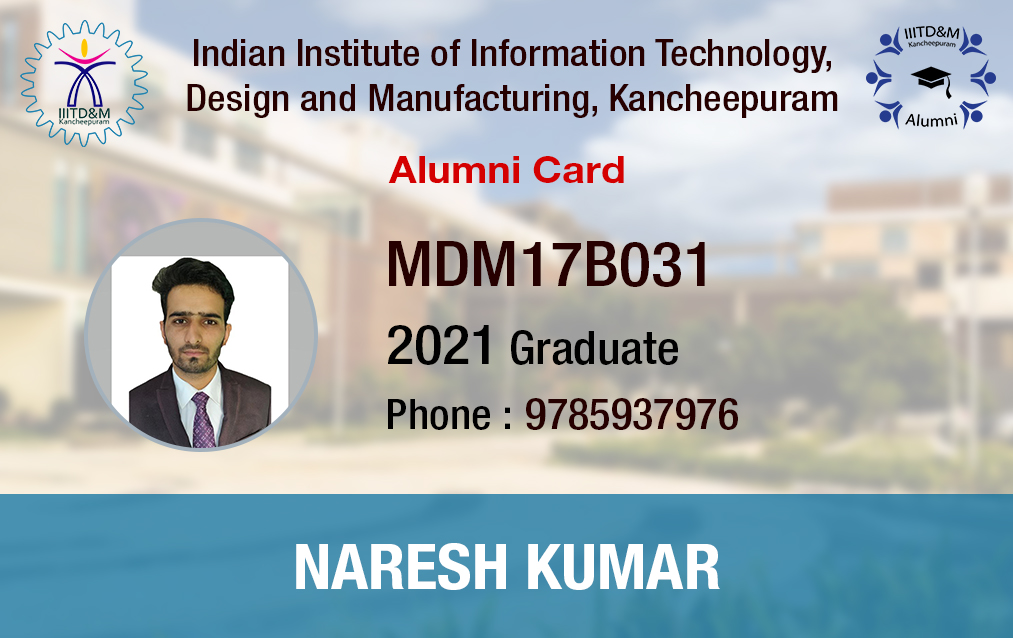 IIITD&M
Kancheepuram
Indian Institute of Information Technology,
Design and Manufacturing, Kancheepuram
IIITD&M
Kancheepuram
Alumni
Alumni Card
MDM17B031
2021 Graduate
Phone : 9785937976
NARESH KUMAR